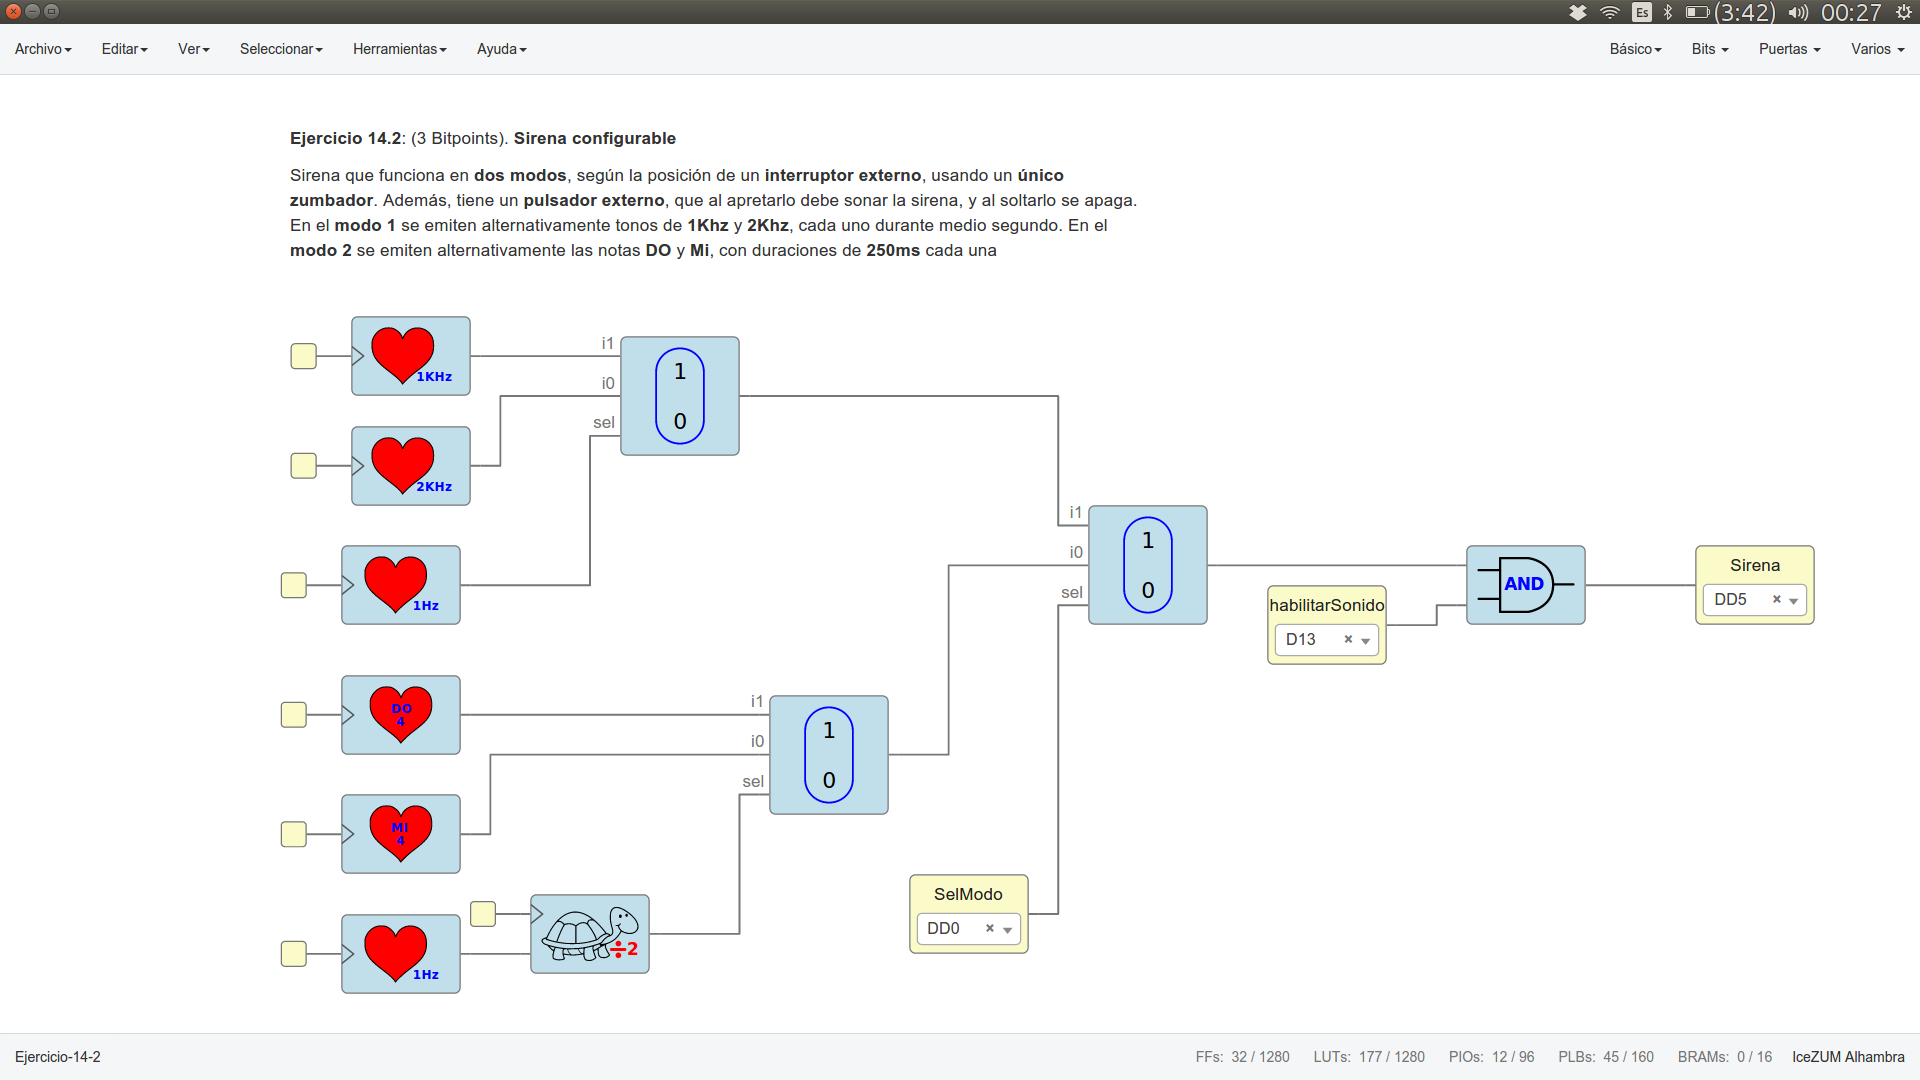 Es (3:42) 00:27
Archivo Editar Ver Seleccionar Herramientas Ayuda Básico Bits Puertas Varios
Ejercicio 14.2: (3 Bitpoints). Sirena configurable
Sirena que funciona en dos modos, según la posición de un interruptor externo, usando un único
zumbador. Además, tiene un pulsador externo, que al apretarlo debe sonar la sirena, y al soltarlo se apaga.
En el modo 1 se emiten alternativamente tonos de 1Khz y 2Khz, cada uno durante medio segundo. En el
modo 2 se emiten alternativamente las notas DO y Mi, con duraciones de 250ms cada una
1KHz
i1
i0
sel
1
0
2KHz
1Hz
i1
i0
sel
1
0
habilitarSonido
D13
AND
Sirena
DD5
DO
4
i1
i0
sel
1
0
MI
4
1Hz
÷2
SelModo
DD0
Ejercicio-14-2 FFs: 32 / 1280 LUTs: 177 / 1280 PIOs: 12 / 96 PLBs: 45 / 160 BRAMs: 0 / 16 IceZUM Alhambra